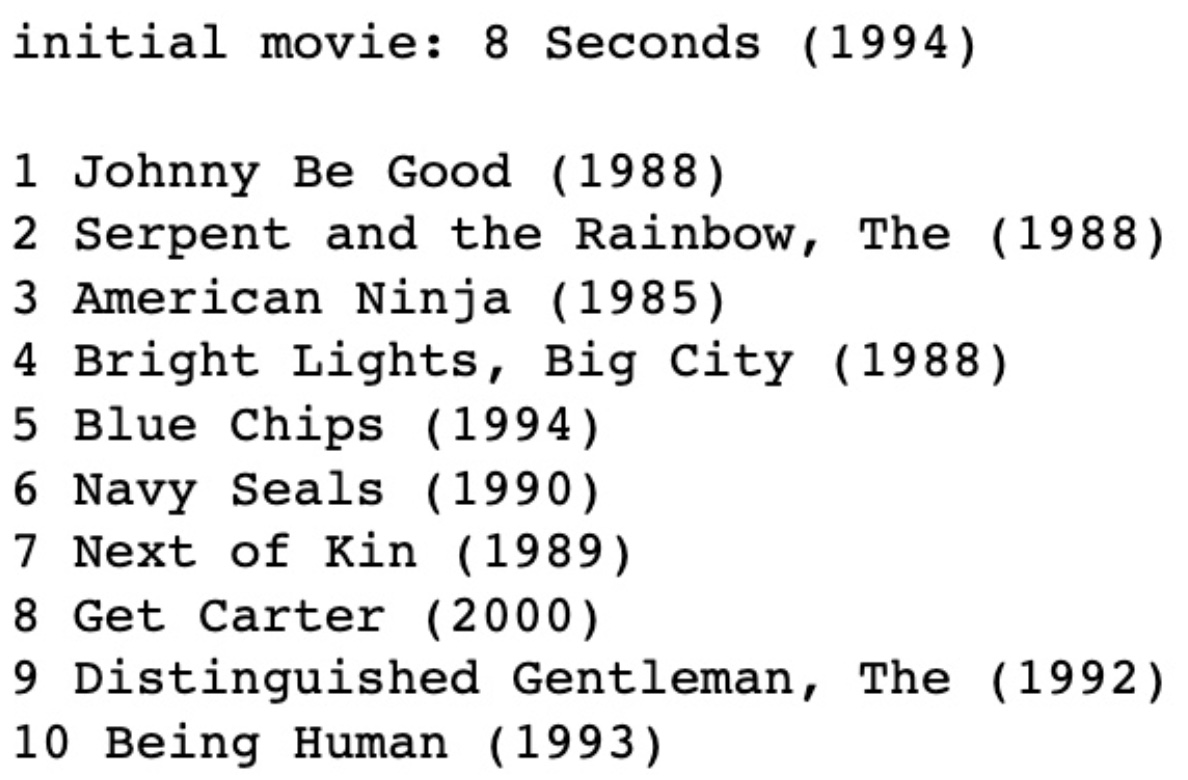 initial movie: 8 Seconds (1994)
1 Johnny Be Good (1988)
2 Serpent and the Rainbow, The (1988)
3 American Ninja (1985)
4 Bright Lights, Big City (1988)
5 Blue Chips (1994)
6 Navy Seals (1990)
7 Next of Kin (1989)
8 Get Carter (2000)
9 Distinguished Gentleman, The (1992)
10 Being Human (1993)